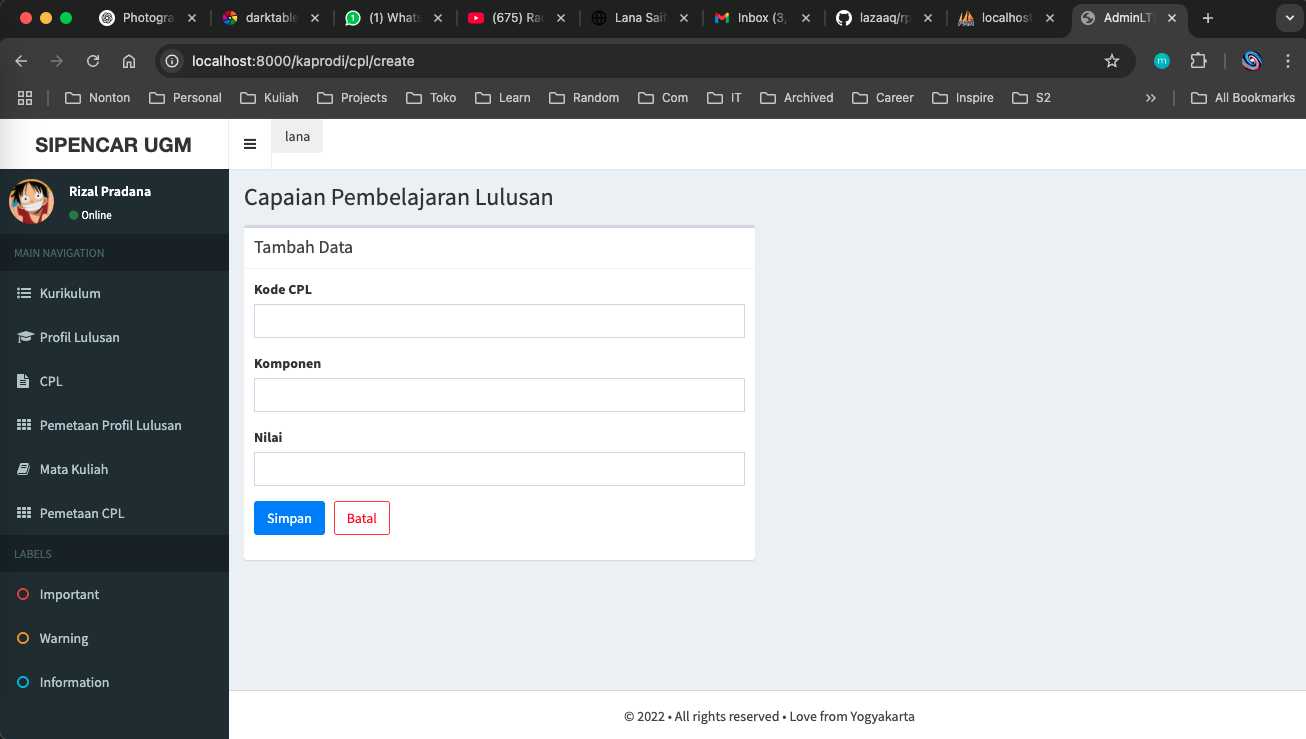 Photogra
darktable
(1) Whats
(675) Rac
Lana Saif
Inbox (3,
lazaaq/rp
localhost
AdminLT
localhost:8000/kaprodi/cpl/create
m
Nonton
Personal
Kuliah
Projects
Toko
Learn
Random
Com
IT
Archived
Career
Inspire
S2
All Bookmarks
SIPENCAR UGM
lana
Rizal Pradana
Online
MAIN NAVIGATION
Kurikulum
Profil Lulusan
CPL
Pemetaan Profil Lulusan
Mata Kuliah
Pemetaan CPL
LABELS
Important
Warning
Information
Capaian Pembelajaran Lulusan
Tambah Data
Kode CPL
Komponen
Nilai
Simpan
Batal
© 2022 • All rights reserved • Love from Yogyakarta